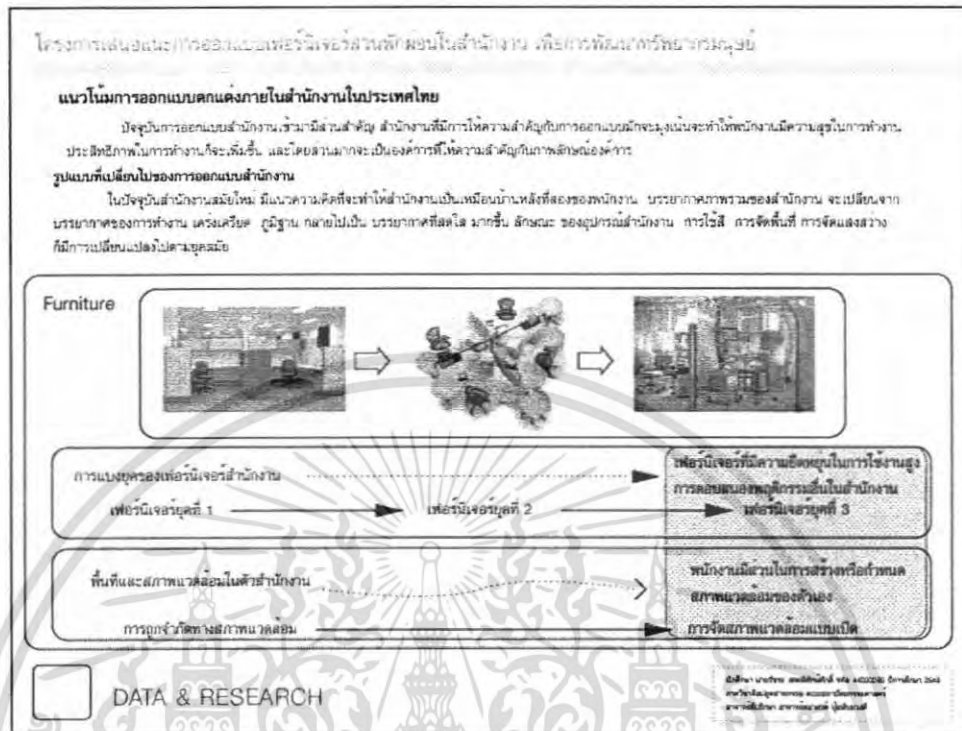 โครงการเสนอแนะการออกแบบเฟอร์นิเจอร์ส่วนพักผ่อนในสำนักงาน เพื่อการพัฒนาทรัพยากรมนุษย์
แนวโน้มการออกแบบตกแต่งภายในสำนักงานในประเทศไทย
ปัจจุบันการออกแบบสำนักงานเข้ามามีส่วนสำคัญ สำนักงานที่มีการให้ความสำคัญกับการออกแบบมักจะมุ่งเน้นจะทำให้พนักงานมีความสุขในการทำงาน
ประสิทธิภาพในการทำงานก็จะเพิ่มขึ้น และโดยส่วนมากจะเป็นองค์การที่ให้ความสำคัญกับภาพลักษณ์องค์การ
รูปแบบที่เปลี่ยนไปของการออกแบบสำนักงาน
ในปัจจุบันสำนักงานสมัยใหม่ มีแนวความคิดที่จะทำให้สำนักงานเป็นเหมือนบ้านหลังที่สองของพนักงาน บรรยากาศภาพรวมของสำนักงาน จะเปลี่ยนจาก
บรรยากาศของการทำงาน เคร่งเครียด ภูมิฐาน กลายไปเป็น บรรยากาศที่สดใส มากขึ้น ลักษณะ ของอุปกรณ์สำนักงาน การใช้สี การจัดพื้นที่ การจัดแสงสว่าง
ก็มีการเปลี่ยนแปลงไปตามยุคสมัย
Furniture
การแบ่งยุคของเฟอร์นิเจอร์สำนักงาน
เฟอร์นิเจอร์ที่มีความยืดหยุ่นในการใช้งานสูง
การตอบสนองพฤติกรรมอื่นในสำนักงาน
เฟอร์นิเจอร์ยุคที่ 1 เฟอร์นิเจอร์ยุคที่ 2 เฟอร์นิเจอร์ยุคที่ 3
พื้นที่และสภาพแวดล้อมในตัวสำนักงาน
พนักงานมีส่วนในการสร้างหรือกำหนด
สภาพแวดล้อมของตัวเอง
การถูกจำกัดทางสภาพแวดล้อม การจัดสภาพแวดล้อมแบบเปิด
DATA & RESEARCH